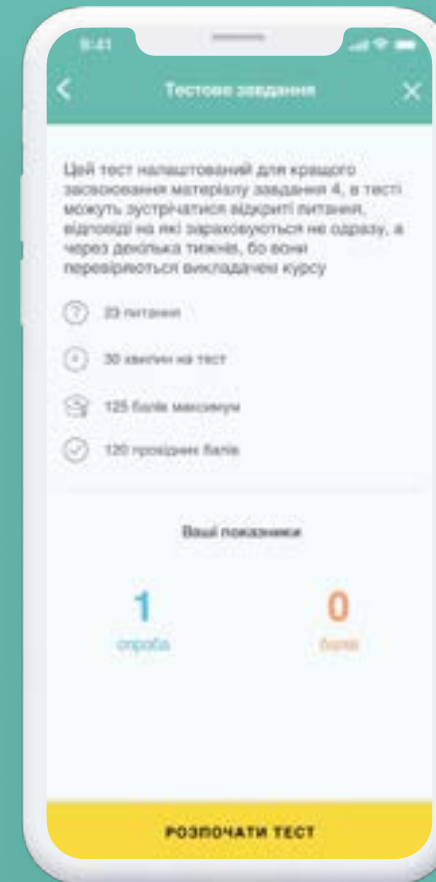 9:41
Тестове завдання
Цей тест налаштований для кращого
засвоювання матеріалу завдання 4, в тесті
можуть зустрічатися відкриті питання,
відповіді на які зараховуються не одразу, а
через декілька тижнів, бо вони
перевіряються викладачем курсу
23 питання
30 хвилин на тест
125 балів максимум
120 прохідних балів
Ваші показники
1
0
спроба
балів
РОЗПОЧАТИ ТЕСТ